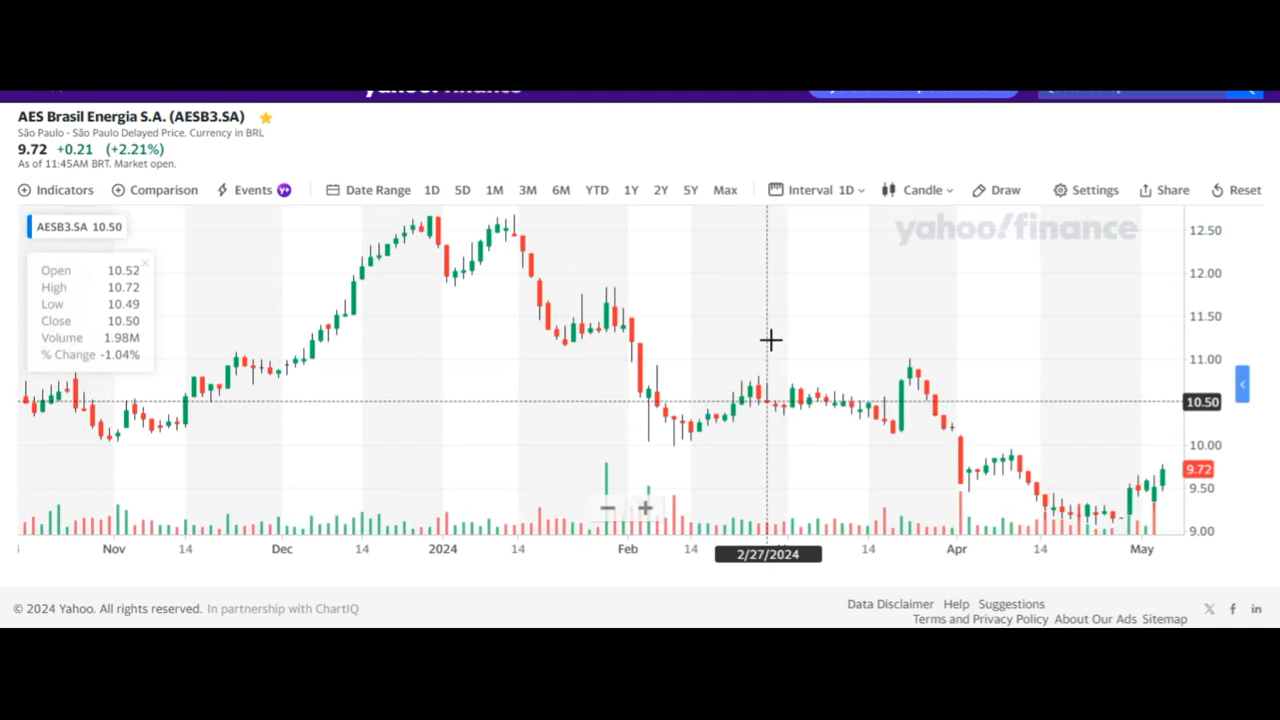 AES Brasil Energia S.A. (AESB3.SA)
São Paulo - São Paulo Delayed Price. Currency in BRL
9.72 +0.21 (+2.21%)
As of 11:45AM BRT. Market open.
Indicators Comparison Events Y+ Date Range 1D 5D 1M 3M 6M YTD 1Y 2Y 5Y Max Interval 1D Candle Draw Settings Share Reset
AESB3.SA 10.50
yahoo!finance
Open 10.52
High 10.72
Low 10.49
Close 10.50
Volume 1.98M
% Change -1.04%
12.50
12.00
11.50
11.00
10.50
10.00
9.72
9.50
9.00
Nov 14 Dec 14 2024 14 Feb 14 2/27/2024 14 Apr 14 May
© 2024 Yahoo. All rights reserved. In partnership with ChartIQ
Data Disclaimer Help Suggestions
Terms and Privacy Policy About Our Ads Sitemap